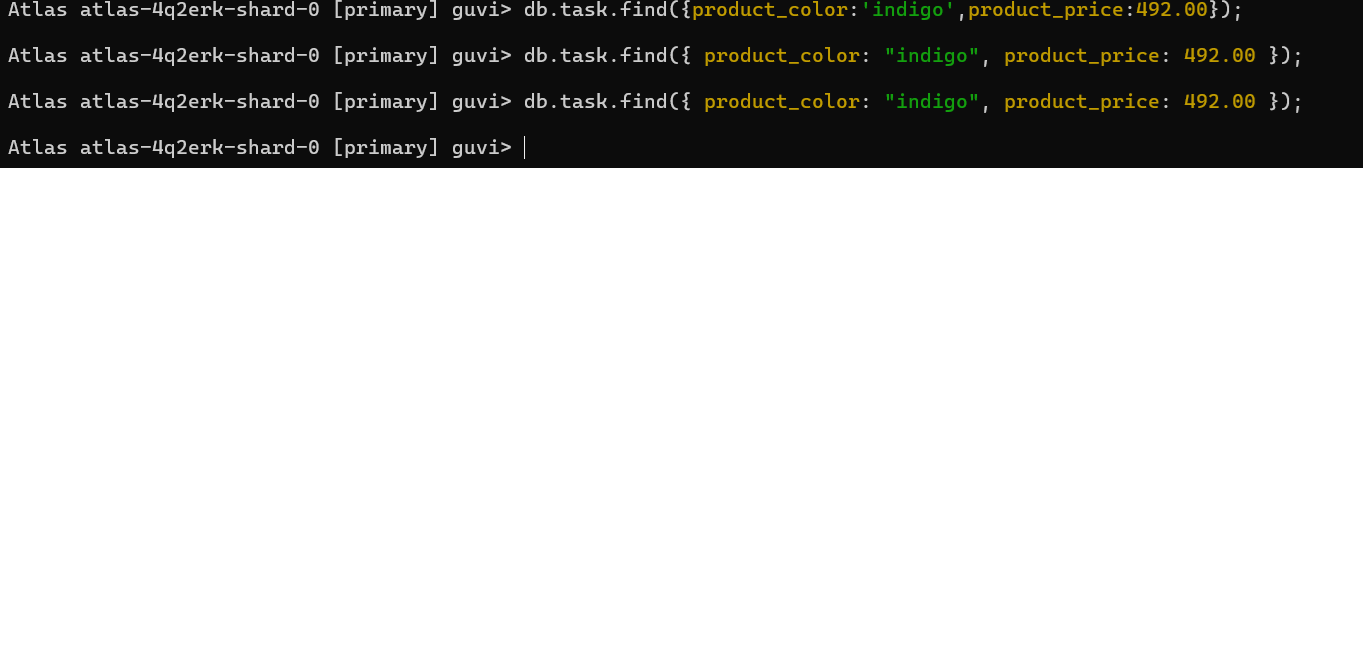 Atlas atlas-4q2erk-shard-0 [primary] guvi> db.task.find({product_color:'indigo',product_price:492.00});
Atlas atlas-4q2erk-shard-0 [primary] guvi> db.task.find({ product_color: "indigo", product_price: 492.00 });
Atlas atlas-4q2erk-shard-0 [primary] guvi> db.task.find({ product_color: "indigo", product_price: 492.00 });
Atlas atlas-4q2erk-shard-0 [primary] guvi>